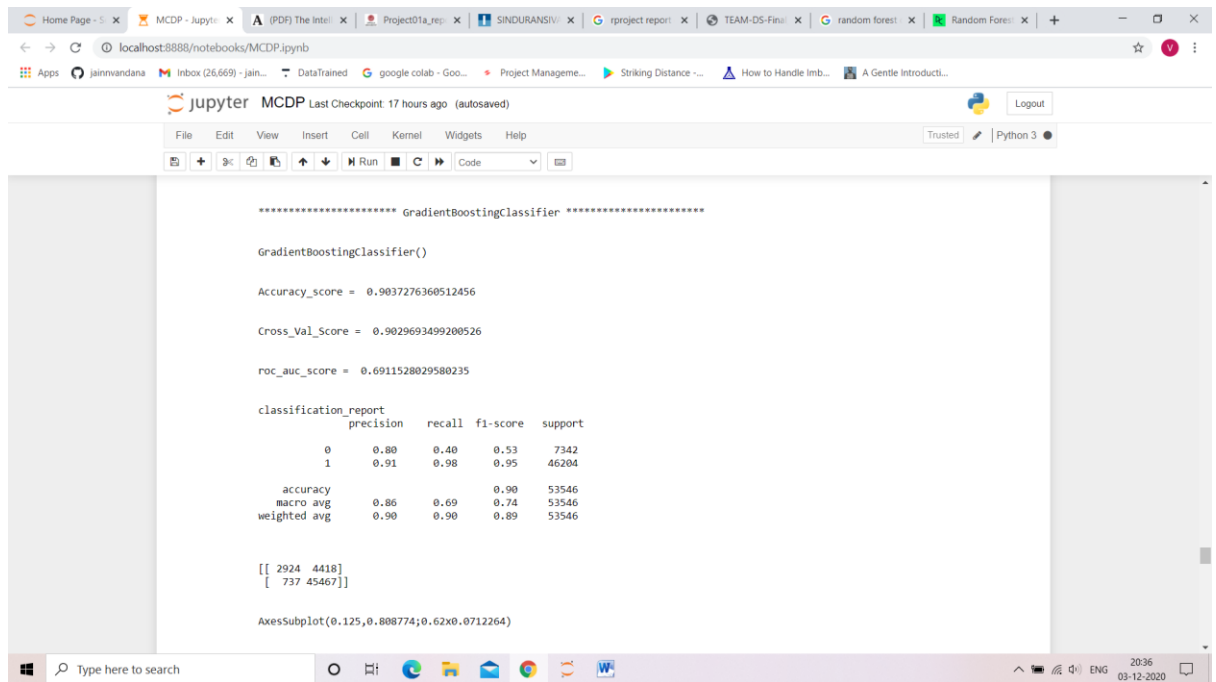 Home Page - S MCDP - Jupyte (PDF) The Intell Project01a_rep SINDURANSIV rproject report TEAM-DS-Final random forest Random Forest
localhost:8888/notebooks/MCDP.ipynb V
Apps jainnvandana Inbox (26,669) - jain... DataTrained google colab - Goo... Project Manageme... Striking Distance -... How to Handle Imb... A Gentle Introducti...
jupyter MCDP Last Checkpoint: 17 hours ago (autosaved) Logout
File Edit View Insert Cell Kernel Widgets Help Trusted Python 3
Run Code
*********************** GradientBoostingClassifier ***********************
GradientBoostingClassifier()
Accuracy_score = 0.9037276360512456
Cross_Val_Score = 0.9029693499200526
roc_auc_score = 0.6911528029580235
classification_report
precision recall f1-score support
0 0.80 0.40 0.53 7342
1 0.91 0.98 0.95 46204
accuracy 0.90 53546
macro avg 0.86 0.69 0.74 53546
weighted avg 0.90 0.90 0.89 53546
[[ 2924 4418]
[ 737 45467]]
AxesSubplot(0.125,0.808774;0.62x0.0712264)
Type here to search ENG 20:36
03-12-2020